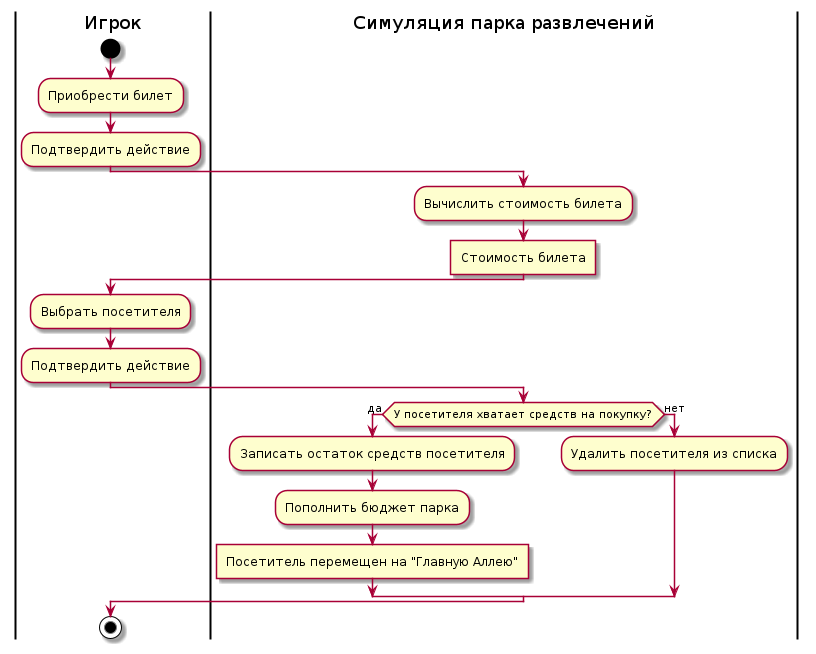 Игрок
Симуляция парка развлечений
Приобрести билет
Подтвердить действие
Вычислить стоимость билета
Стоимость билета
Выбрать посетителя
Подтвердить действие
да
У посетителя хватает средств на покупку?
нет
Записать остаток средств посетителя
Удалить посетителя из списка
Пополнить бюджет парка
Посетитель перемещен на "Главную Аллею"